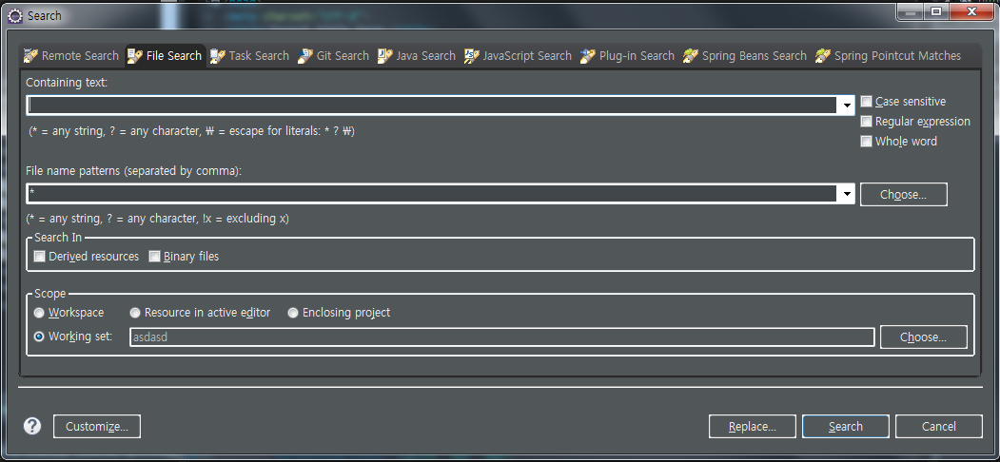 Search
Remote Search File Search Task Search Git Search Java Search JavaScript Search Plug-in Search Spring Beans Search Spring Pointcut Matches
Containing text:
Case sensitive
(* = any string, ? = any character, ₩ = escape for literals: * ? ₩)
Regular expression
Whole word
File name patterns (separated by comma):
*
Choose...
(* = any string, ? = any character, !x = excluding x)
Search In
Derived resources Binary files
Scope
Workspace Resource in active editor Enclosing project
Working set: asdasd Choose...
? Customize... Replace... Search Cancel